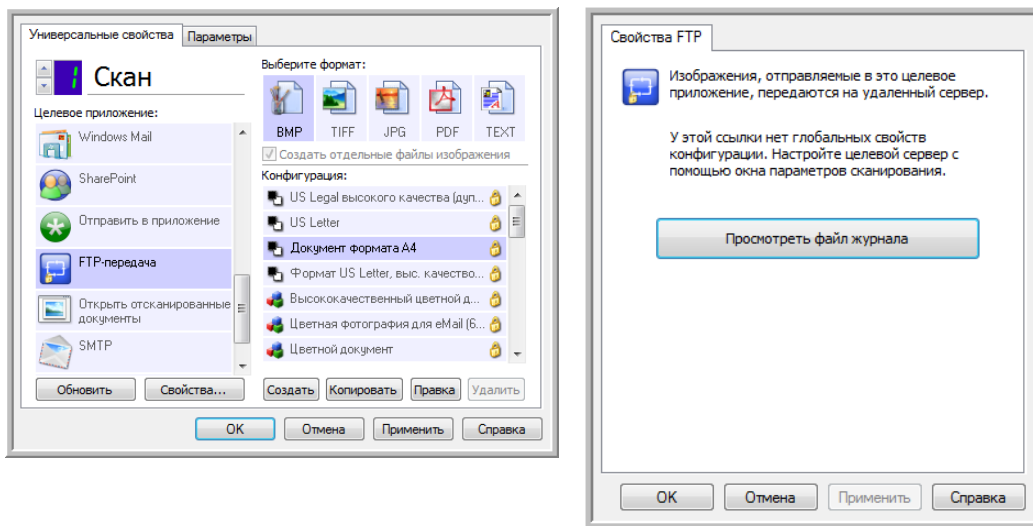 Универсальные свойства
Параметры
1
Скан
Целевое приложение:
Windows Mail
SharePoint
Отправить в приложение
FTP-передача
Открыть отсканированные
документы
SMTP
Обновить
Свойства...
Выберите формат:
BMP
TIFF
JPG
PDF
TEXT
Создать отдельные файлы изображения
Конфигурация:
US Legal высокого качества (дуп...
US Letter
Документ формата A4
Формат US Letter, выс. качество...
Высококачественный цветной д...
Цветная фотография для eMail (6...
Цветной документ
Создать
Копировать
Правка
Удалить
OK
Отмена
Применить
Справка
Свойства FTP
Изображения, отправляемые в это целевое
приложение, передаются на удаленный сервер.
У этой ссылки нет глобальных свойств
конфигурации. Настройте целевой сервер с
помощью окна параметров сканирования.
Просмотреть файл журнала
OK
Отмена
Применить
Справка